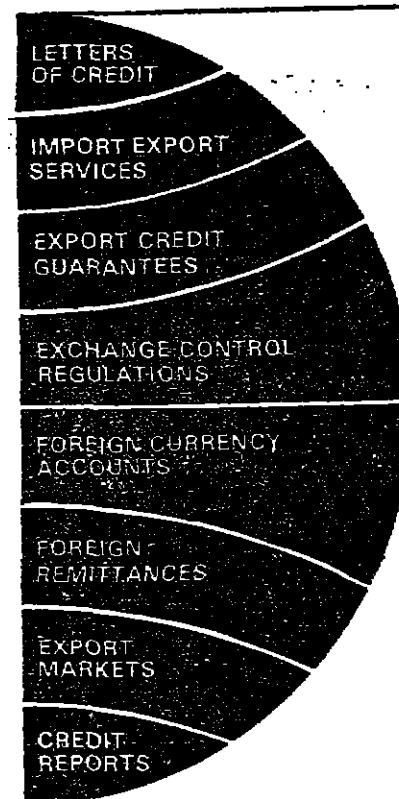 LETTERS
OF CREDIT
IMPORT EXPORT
SERVICES
EXPORT CREDIT
GUARANTEES
EXCHANGE CONTROL
REGULATIONS
FOREIGN CURRENCY
ACCOUNTS
FOREIGN
REMITTANCES
EXPORT
MARKETS
CREDIT
REPORTS